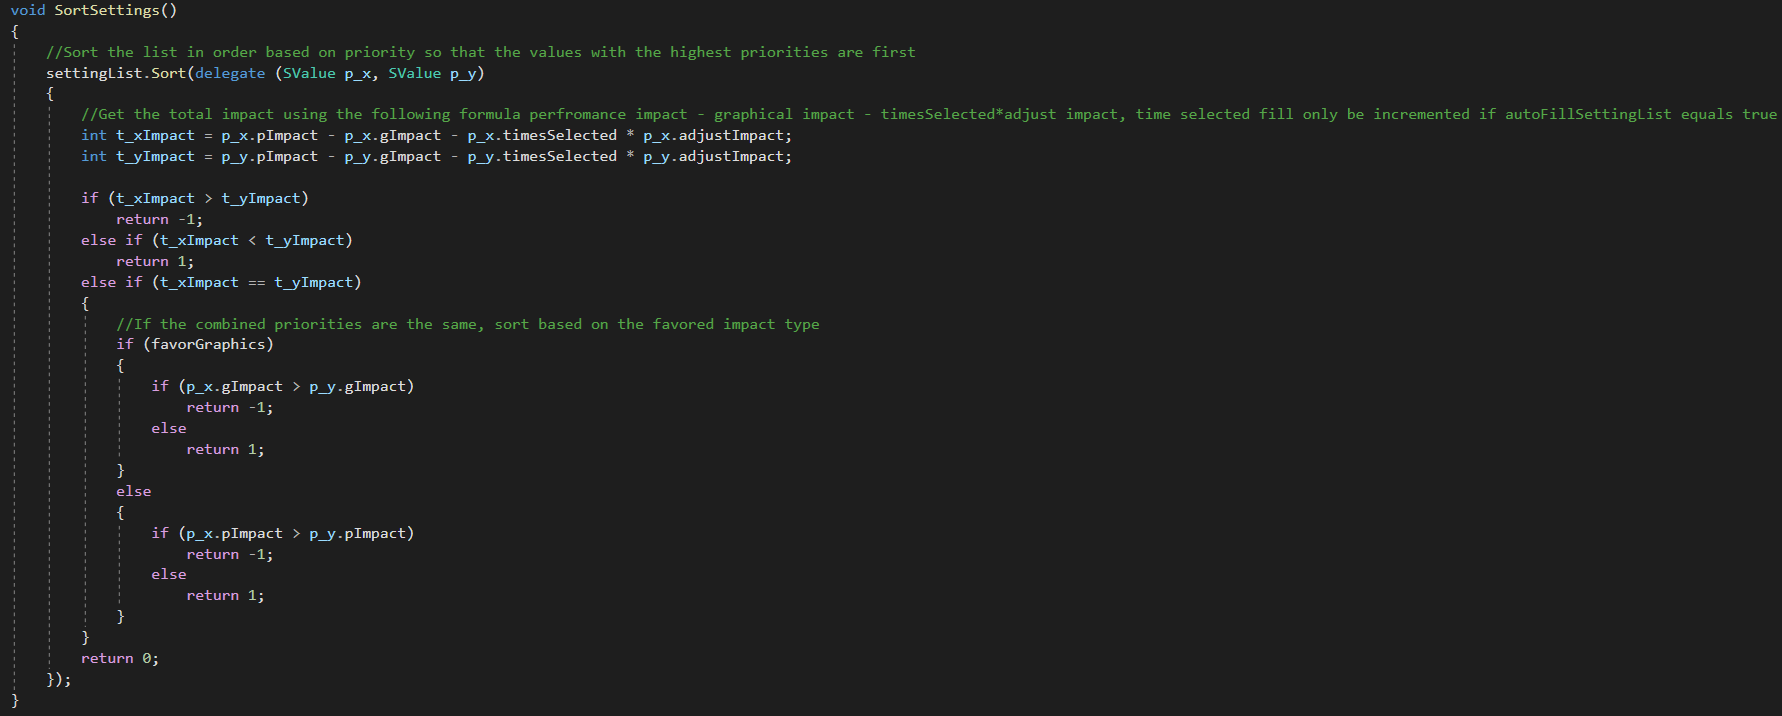 void SortSettings()
{
//Sort the list in order based on priority so that the values with the highest priorities are first
settingList.Sort(delegate (SValue p_x, SValue p_y)
{
//Get the total impact using the following formula perfromance impact - graphical impact - timesSelected*adjust impact, time selected fill only be incremented if autoFillSettingList equals true
int t_xImpact = p_x.pImpact - p_x.gImpact - p_x.timesSelected * p_x.adjustImpact;
int t_yImpact = p_y.pImpact - p_y.gImpact - p_y.timesSelected * p_y.adjustImpact;
if (t_xImpact > t_yImpact)
return -1;
else if (t_xImpact < t_yImpact)
return 1;
else if (t_xImpact == t_yImpact)
{
//If the combined priorities are the same, sort based on the favored impact type
if (favorGraphics)
{
if (p_x.gImpact > p_y.gImpact)
return -1;
else
return 1;
}
else
{
if (p_x.pImpact > p_y.pImpact)
return -1;
else
return 1;
}
}
return 0;
});
}